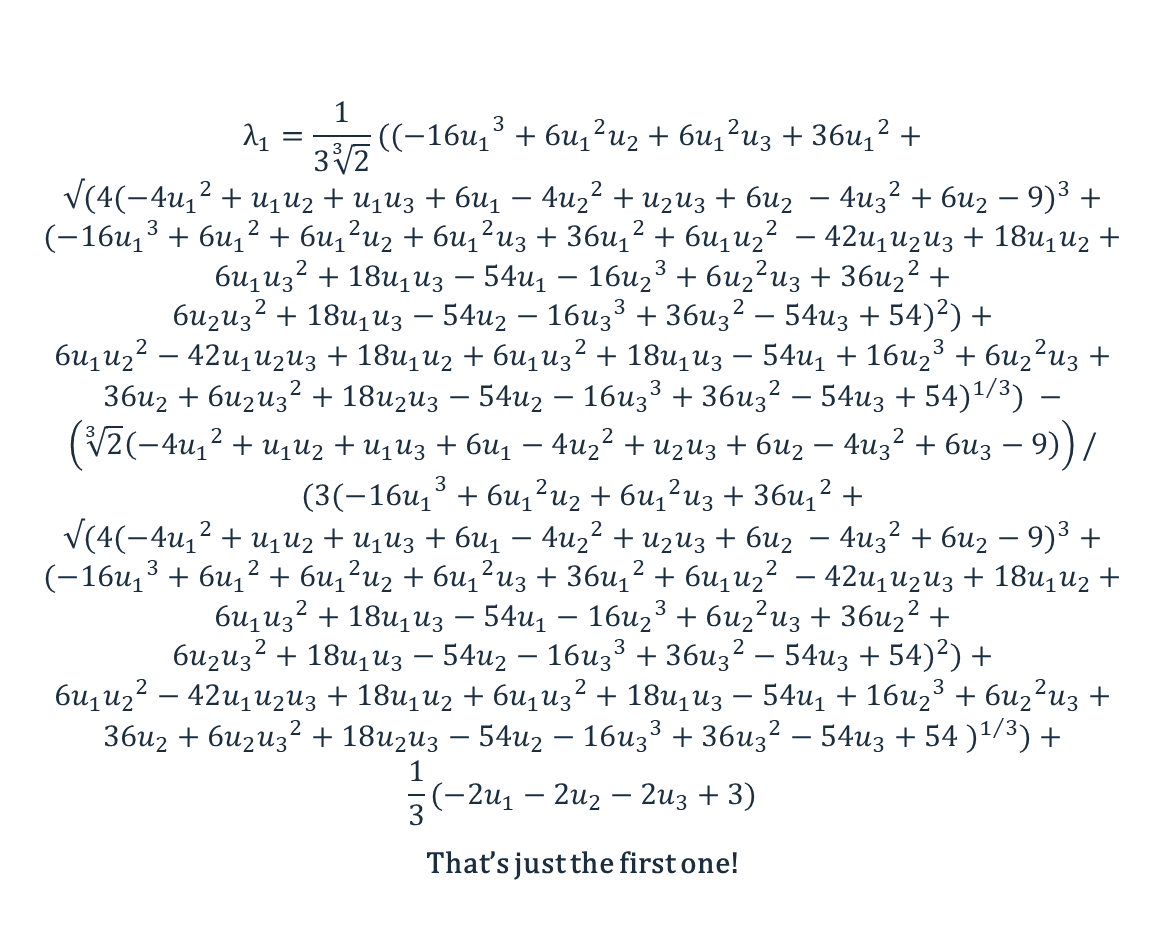 λ₁ = 1/(3∛2) ((−16u₁³ + 6u₁²u₂ + 6u₁²u₃ + 36u₁² +
√(4(−4u₁² + u₁u₂ + u₁u₃ + 6u₁ − 4u₂² + u₂u₃ + 6u₂ − 4u₃² + 6u₂ − 9)³ +
(−16u₁³ + 6u₁² + 6u₁²u₂ + 6u₁²u₃ + 36u₁² + 6u₁u₂² − 42u₁u₂u₃ + 18u₁u₂ +
6u₁u₃² + 18u₁u₃ − 54u₁ − 16u₂³ + 6u₂²u₃ + 36u₂² +
6u₂u₃² + 18u₁u₃ − 54u₂ − 16u₃³ + 36u₃² − 54u₃ + 54)²) +
6u₁u₂² − 42u₁u₂u₃ + 18u₁u₂ + 6u₁u₃² + 18u₁u₃ − 54u₁ + 16u₂³ + 6u₂²u₃ +
36u₂ + 6u₂u₃² + 18u₂u₃ − 54u₂ − 16u₃³ + 36u₃² − 54u₃ + 54)^{1/3}) −
(∛2(−4u₁² + u₁u₂ + u₁u₃ + 6u₁ − 4u₂² + u₂u₃ + 6u₂ − 4u₃² + 6u₃ − 9)) /
(3(−16u₁³ + 6u₁²u₂ + 6u₁²u₃ + 36u₁² +
√(4(−4u₁² + u₁u₂ + u₁u₃ + 6u₁ − 4u₂² + u₂u₃ + 6u₂ − 4u₃² + 6u₂ − 9)³ +
(−16u₁³ + 6u₁² + 6u₁²u₂ + 6u₁²u₃ + 36u₁² + 6u₁u₂² − 42u₁u₂u₃ + 18u₁u₂ +
6u₁u₃² + 18u₁u₃ − 54u₁ − 16u₂³ + 6u₂²u₃ + 36u₂² +
6u₂u₃² + 18u₁u₃ − 54u₂ − 16u₃³ + 36u₃² − 54u₃ + 54)²) +
6u₁u₂² − 42u₁u₂u₃ + 18u₁u₂ + 6u₁u₃² + 18u₁u₃ − 54u₁ + 16u₂³ + 6u₂²u₃ +
36u₂ + 6u₂u₃² + 18u₂u₃ − 54u₂ − 16u₃³ + 36u₃² − 54u₃ + 54 )^{1/3}) +
1/3 (−2u₁ − 2u₂ − 2u₃ + 3)
That's just the first one!